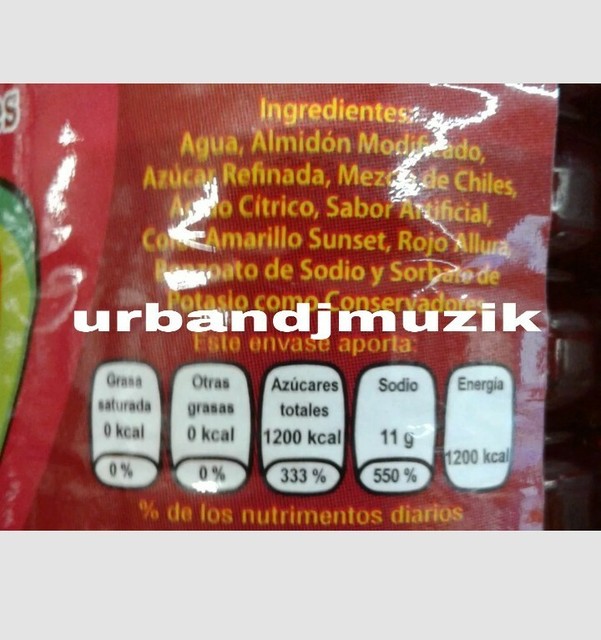 es
Ingredientes:
Agua, Almidón Modificado,
Azúcar Refinada, Mezcla de Chiles,
Ácido Cítrico, Sabor Artificial,
Color Amarillo Sunset, Rojo Allura,
Benzoato de Sodio y Sorbato de
Potasio como Conservadores
urbandjmuzik
Este envase aporta:
Grasa saturada 0 kcal 0 %
Otras grasas 0 kcal 0 %
Azúcares totales 1200 kcal 333 %
Sodio 11 g 550 %
Energía 1200 kcal
% de los nutrimentos diarios